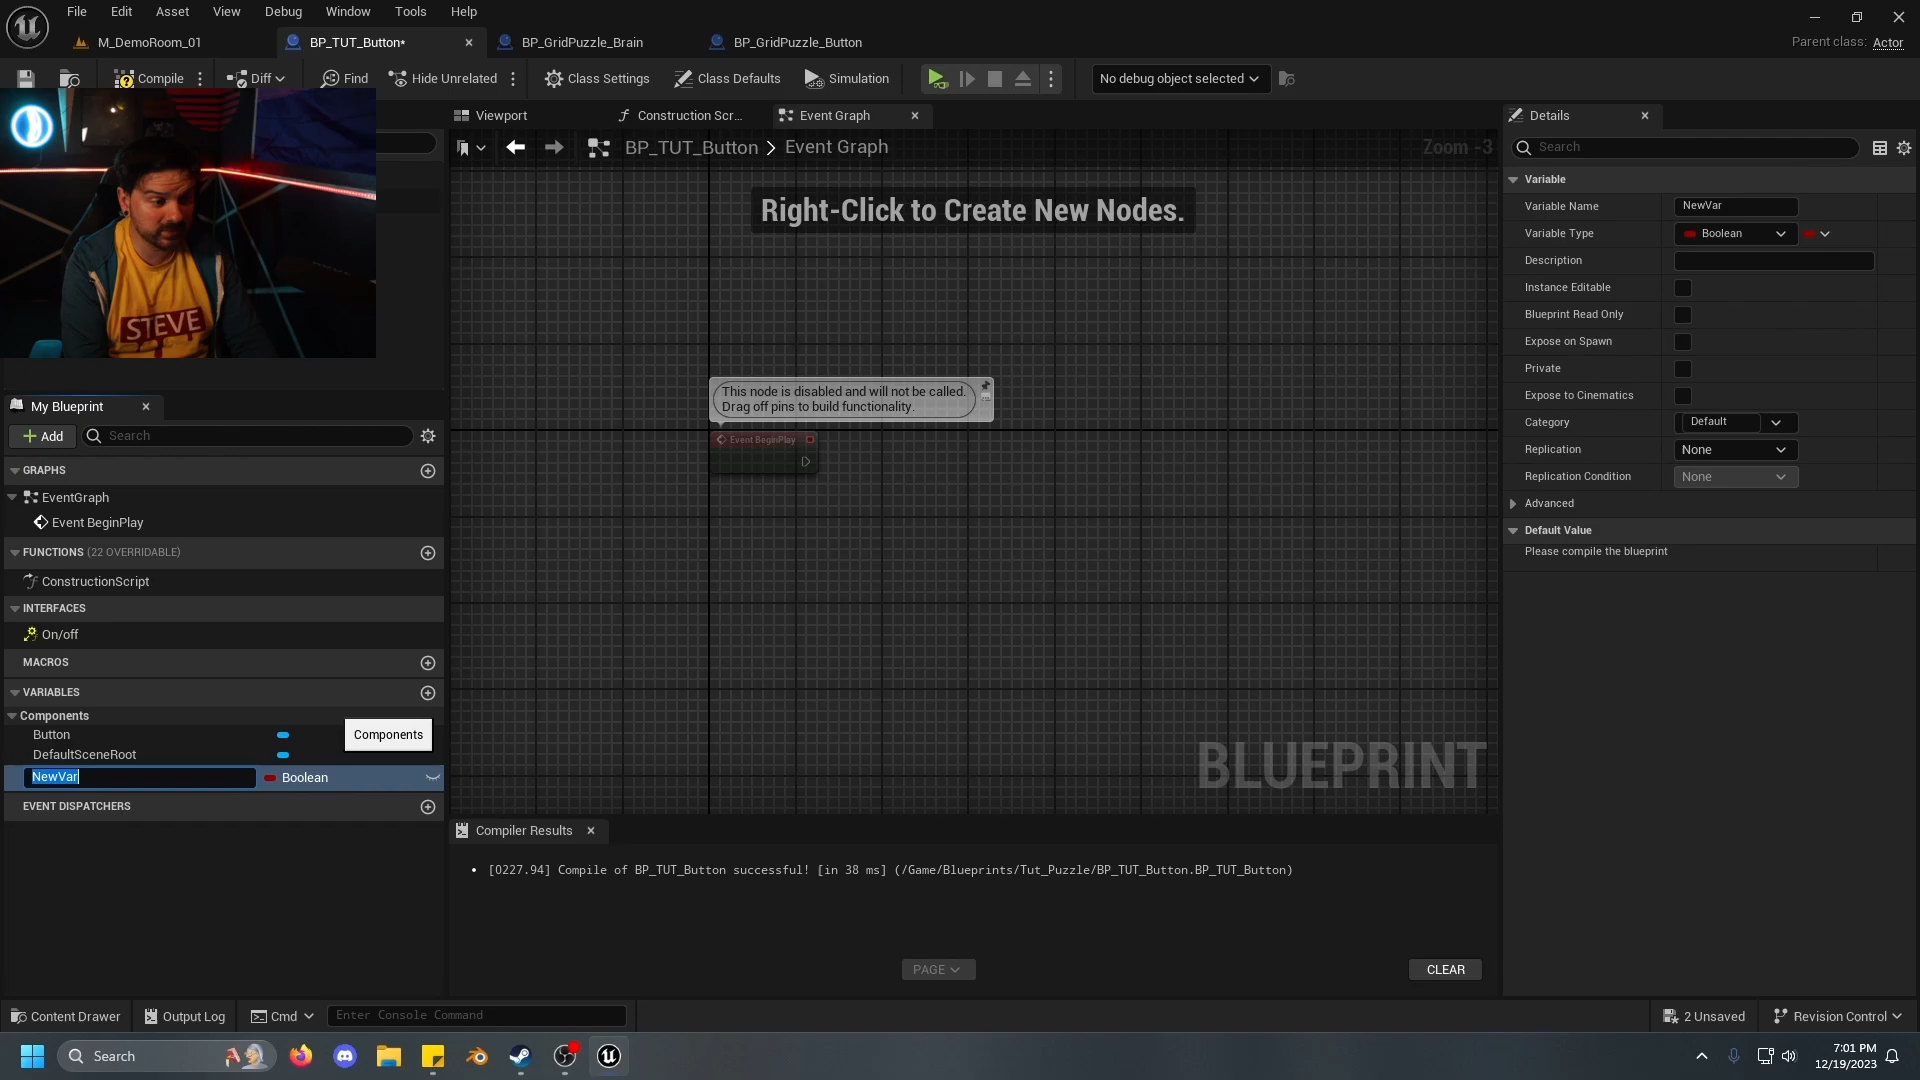 File Edit Asset View Debug Window Tools Help
M_DemoRoom_01
BP_TUT_Button*
BP_GridPuzzle_Brain
BP_GridPuzzle_Button
Parent class: Actor
Compile
Diff
Find
Hide Unrelated
Class Settings
Class Defaults
Simulation
No debug object selected
STEVE
Viewport
Construction Scr...
Event Graph
BP_TUT_Button > Event Graph
Zoom -3
Right-Click to Create New Nodes.
This node is disabled and will not be called.
Drag off pins to build functionality.
Event BeginPlay
BLUEPRINT
My Blueprint
Add
Search
GRAPHS
EventGraph
Event BeginPlay
FUNCTIONS (22 OVERRIDABLE)
ConstructionScript
INTERFACES
On/off
MACROS
VARIABLES
Components
Button
Components
DefaultSceneRoot
NewVar
Boolean
EVENT DISPATCHERS
Compiler Results
• [0227.94] Compile of BP_TUT_Button successful! [in 38 ms] (/Game/Blueprints/Tut_Puzzle/BP_TUT_Button.BP_TUT_Button)
PAGE
CLEAR
Details
Search
Variable
Variable Name NewVar
Variable Type Boolean
Description
Instance Editable
Blueprint Read Only
Expose on Spawn
Private
Expose to Cinematics
Category Default
Replication None
Replication Condition None
Advanced
Default Value
Please compile the blueprint
Content Drawer
Output Log
Cmd
Enter Console Command
2 Unsaved
Revision Control
Search
7:01 PM
12/19/2023